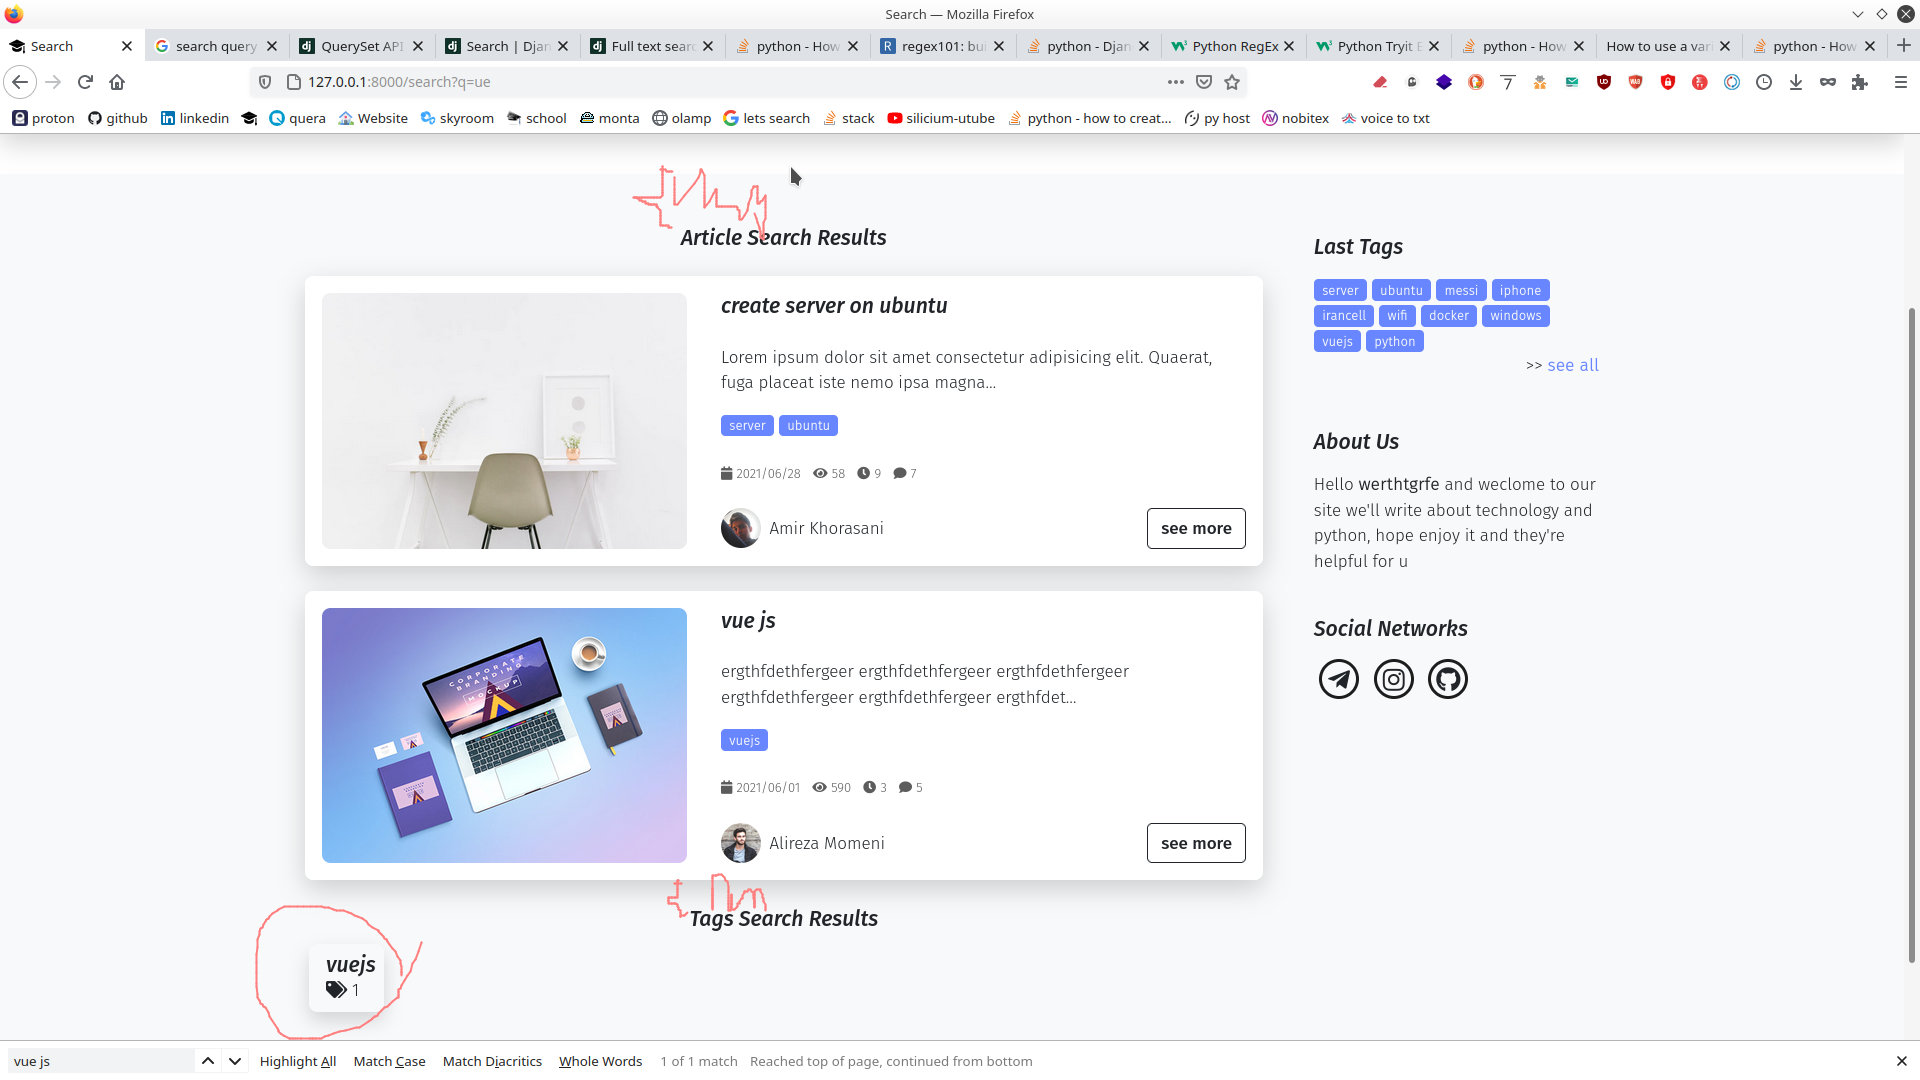 Search — Mozilla Firefox
Search
search query
QuerySet API
Search | Djan
Full text sear
python - How
regex101: bui
python - Djan
Python RegEx
Python Tryit E
python - How
How to use a var
python - How
127.0.0.1:8000/search?q=ue
proton github linkedin quera Website skyroom school monta olamp lets search stack silicium-utube python - how to creat... py host nobitex voice to txt
Article Search Results
create server on ubuntu
Lorem ipsum dolor sit amet consectetur adipisicing elit. Quaerat,
fuga placeat iste nemo ipsa magna...
server ubuntu
2021/06/28 58 9 7
Amir Khorasani
see more
CORPORATE
BRANDING
MOCKUP
vue js
ergthfdethfergeer ergthfdethfergeer ergthfdethfergeer
ergthfdethfergeer ergthfdethfergeer ergthfdet...
vuejs
2021/06/01 590 3 5
Alireza Momeni
see more
Tags Search Results
vuejs
1
Last Tags
server ubuntu messi iphone
irancell wifi docker windows
vuejs python
>> see all
About Us
Hello werthtgrfe and weclome to our
site we'll write about technology and
python, hope enjoy it and they're
helpful for u
Social Networks
vue js
Highlight All Match Case Match Diacritics Whole Words 1 of 1 match Reached top of page, continued from bottom